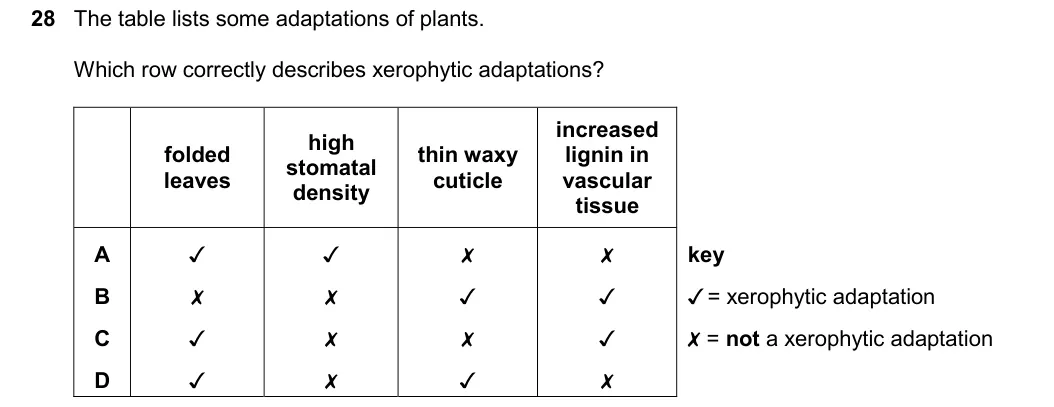 28 The table lists some adaptations of plants.
Which row correctly describes xerophytic adaptations?
folded leaves | high stomatal density | thin waxy cuticle | increased lignin in vascular tissue
A ✓ ✓ ✗ ✗
key
B ✗ ✗ ✓ ✓
✓ = xerophytic adaptation
C ✓ ✗ ✗ ✓
✗ = not a xerophytic adaptation
D ✓ ✗ ✓ ✗